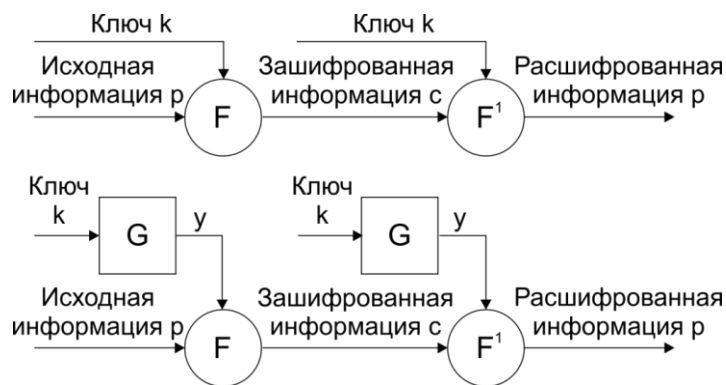 Ключ k Ключ k
Исходная Зашифрованная Расшифрованная
информация p информация c информация p
F F¹
Ключ Ключ
k G y k G y
Исходная Зашифрованная Расшифрованная
информация p информация c информация p
F F¹